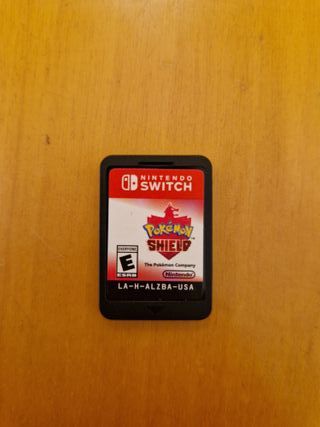 NINTENDO
SWITCH
Pokémon
SHIELD
The Pokémon Company
EVERYONE
E
ESRB
Nintendo
LA-H-ALZBA-USA